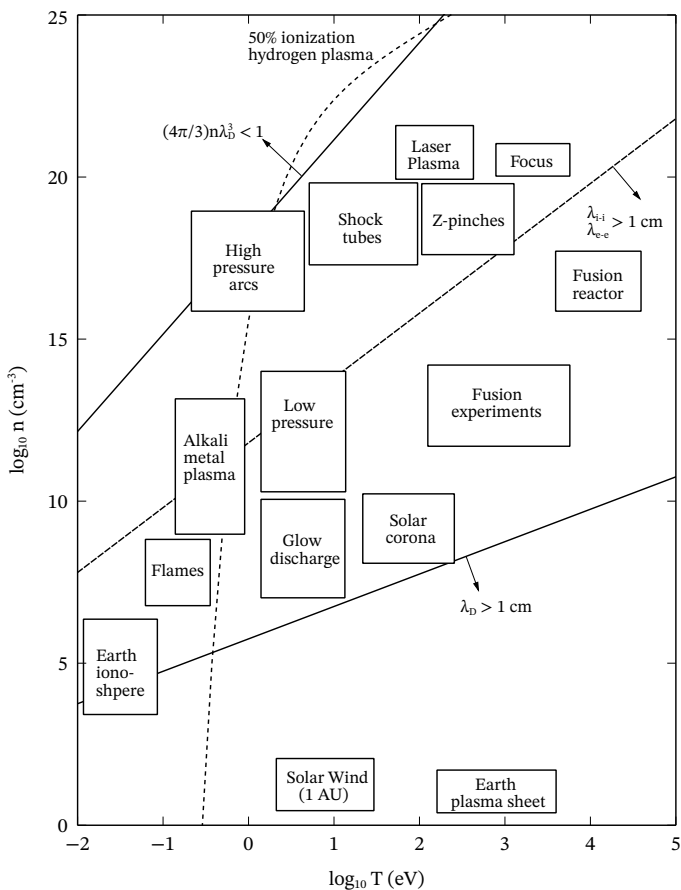 25
20
15
10
5
0
−2
−1
0
1
2
3
4
5
log₁₀ n (cm⁻³)
log₁₀ T (eV)
50% ionization
hydrogen plasma
(4π/3)nλ_D³ < 1
Laser
Plasma
Focus
Shock
tubes
Z-pinches
λ_i-i
λ_e-e > 1 cm
High
pressure
arcs
Fusion
reactor
Low
pressure
Fusion
experiments
Alkali
metal
plasma
Solar
corona
Glow
discharge
Flames
λ_D > 1 cm
Earth
iono-
shpere
Solar Wind
(1 AU)
Earth
plasma sheet